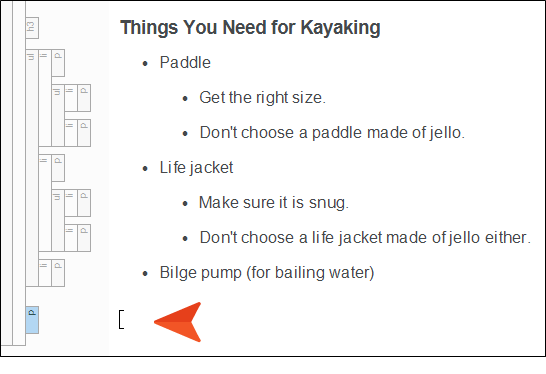 h3
Things You Need for Kayaking
ul li p
• Paddle
ul li p
• Get the right size.
li p
• Don't choose a paddle made of jello.
li p
• Life jacket
ul li p
• Make sure it is snug.
li p
• Don't choose a life jacket made of jello either.
li p
• Bilge pump (for bailing water)
p